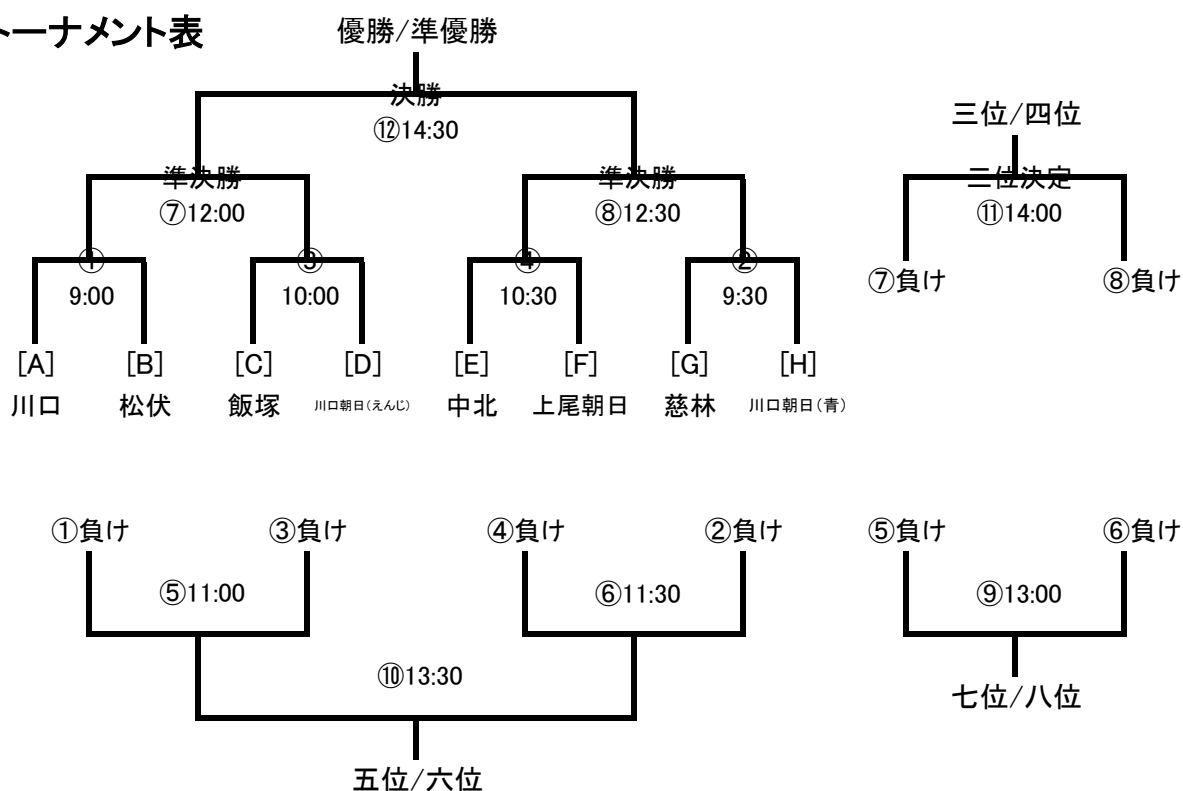 トーナメント表
優勝/準優勝
決勝
⑫14:30
三位/四位
準決勝
準決勝
三位決定
⑦12:00
⑧12:30
⑪14:00
①
③
④
②
⑦負け
⑧負け
9:00
10:00
10:30
9:30
[A]
[B]
[C]
[D]
[E]
[F]
[G]
[H]
川口
松伏
飯塚
川口朝日(えんじ)
中北
上尾朝日
慈林
川口朝日(青)
①負け
③負け
④負け
②負け
⑤負け
⑥負け
⑤11:00
⑥11:30
⑨13:00
⑩13:30
七位/八位
五位/六位